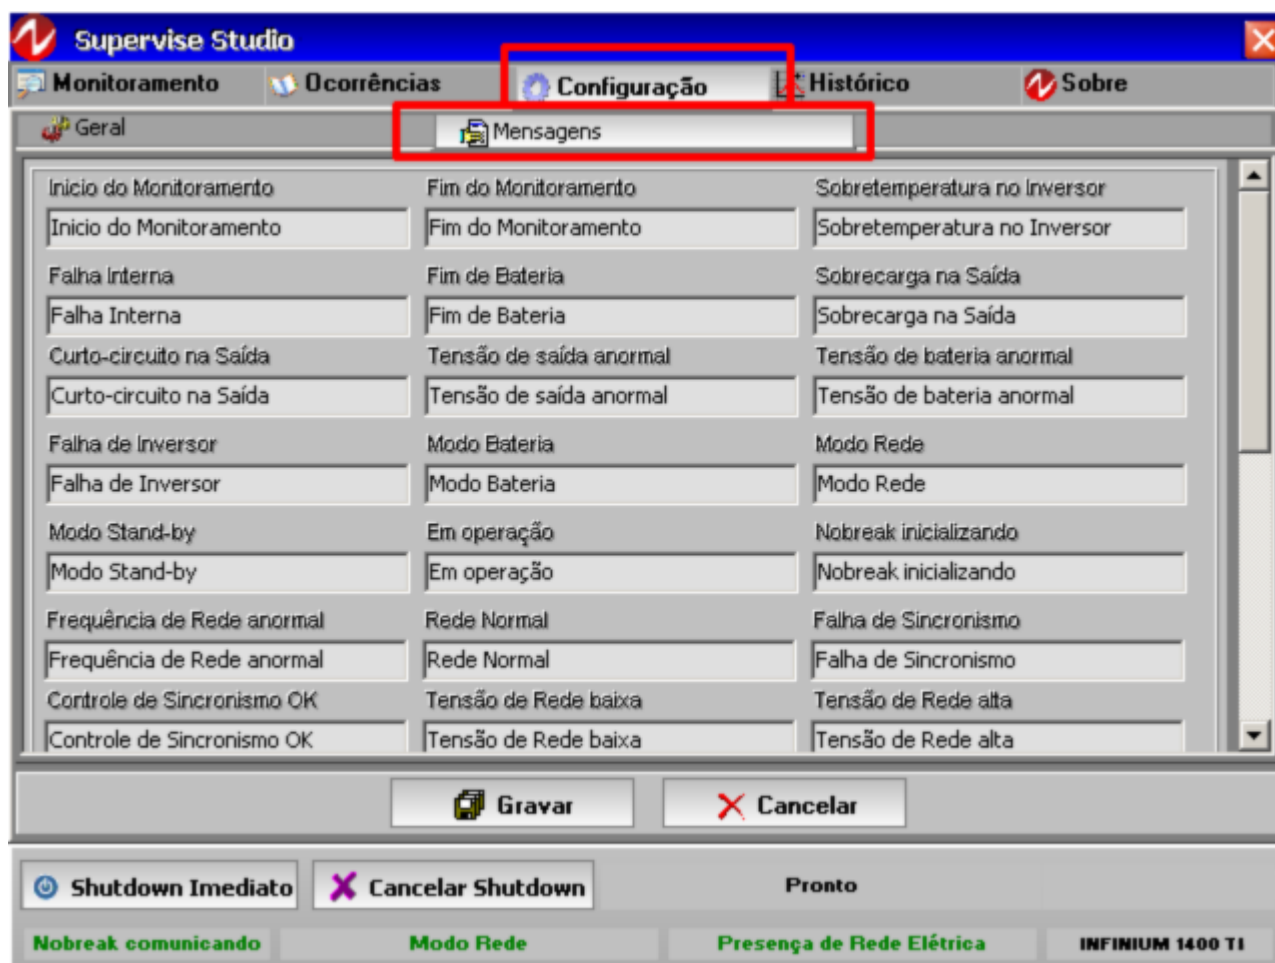 Supervise Studio
Monitoramento Ocorrências Configuração Histórico Sobre
Geral Mensagens
Inicio do Monitoramento Fim do Monitoramento Sobretemperatura no Inversor
Inicio do Monitoramento Fim do Monitoramento Sobretemperatura no Inversor
Falha Interna Fim de Bateria Sobrecarga na Saída
Falha Interna Fim de Bateria Sobrecarga na Saída
Curto-circuito na Saída Tensão de saída anormal Tensão de bateria anormal
Curto-circuito na Saída Tensão de saída anormal Tensão de bateria anormal
Falha de Inversor Modo Bateria Modo Rede
Falha de Inversor Modo Bateria Modo Rede
Modo Stand-by Em operação Nobreak inicializando
Modo Stand-by Em operação Nobreak inicializando
Frequência de Rede anormal Rede Normal Falha de Sincronismo
Frequência de Rede anormal Rede Normal Falha de Sincronismo
Controle de Sincronismo OK Tensão de Rede baixa Tensão de Rede alta
Controle de Sincronismo OK Tensão de Rede baixa Tensão de Rede alta
Gravar Cancelar
Shutdown Imediato Cancelar Shutdown Pronto
Nobreak comunicando Modo Rede Presença de Rede Elétrica INFINIUM 1400 TI